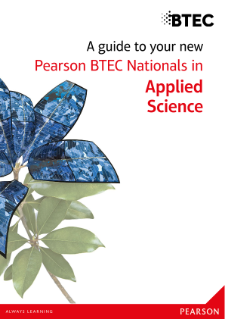 BTEC
A guide to your new
Pearson BTEC Nationals in
Applied
Science
ALWAYS LEARNING
PEARSON